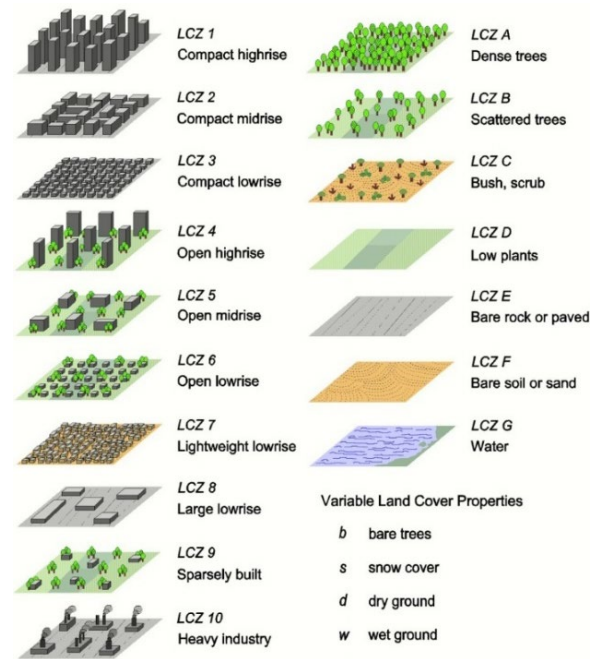 LCZ 1
Compact highrise
LCZ 2
Compact midrise
LCZ 3
Compact lowrise
LCZ 4
Open highrise
LCZ 5
Open midrise
LCZ 6
Open lowrise
LCZ 7
Lightweight lowrise
LCZ 8
Large lowrise
LCZ 9
Sparsely built
LCZ 10
Heavy industry
LCZ A
Dense trees
LCZ B
Scattered trees
LCZ C
Bush, scrub
LCZ D
Low plants
LCZ E
Bare rock or paved
LCZ F
Bare soil or sand
LCZ G
Water
Variable Land Cover Properties
b bare trees
s snow cover
d dry ground
w wet ground